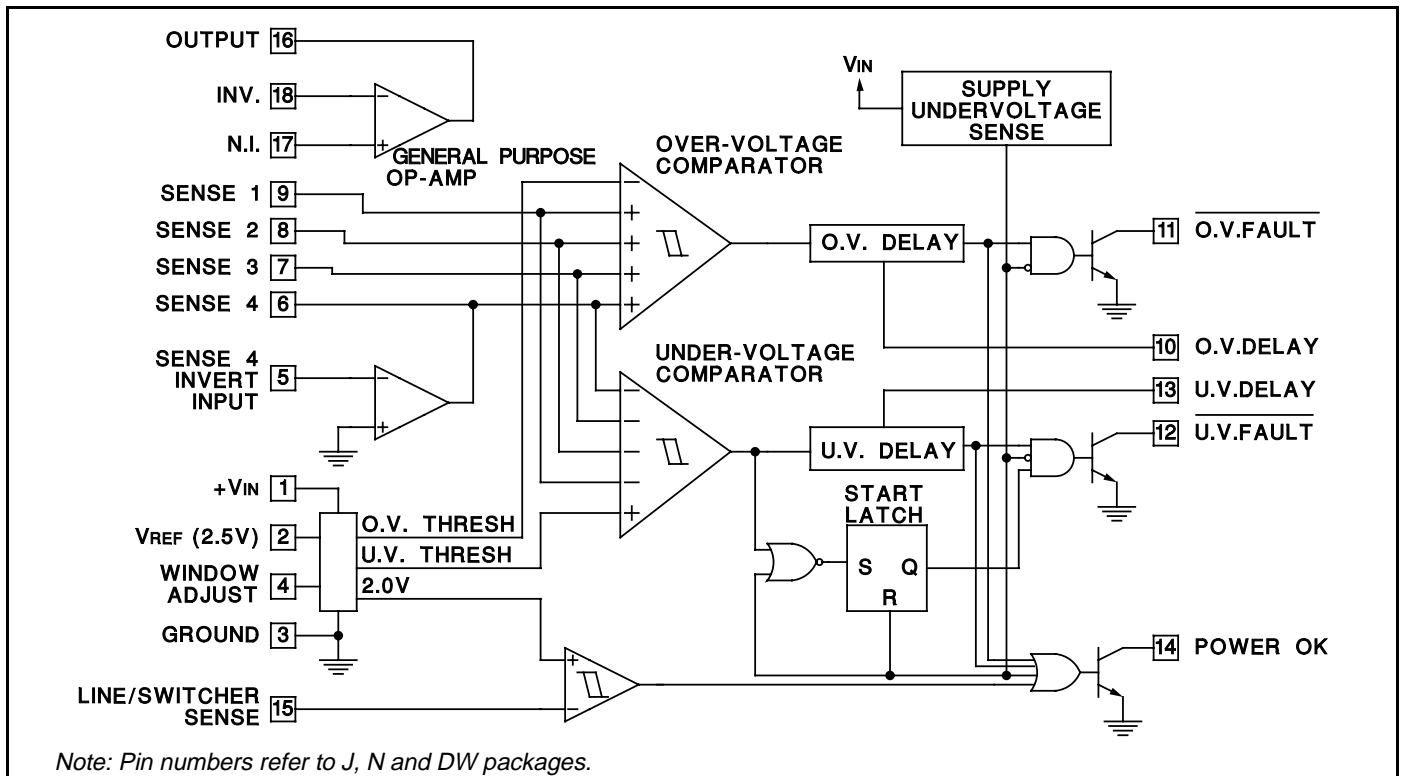 OUTPUT 16
INV. 18
N.I. 17
-
+
GENERAL PURPOSE
OP-AMP
SENSE 1 9
SENSE 2 8
SENSE 3 7
SENSE 4 6
SENSE 4
INVERT
INPUT
5
-
+
+VIN 1
VREF (2.5V) 2
WINDOW
ADJUST
4
GROUND 3
LINE/SWITCHER
SENSE
15
O.V. THRESH
U.V. THRESH
2.0V
+
-
OVER-VOLTAGE
COMPARATOR
-
+
+
+
+
UNDER-VOLTAGE
COMPARATOR
-
-
-
-
+
VIN
SUPPLY
UNDERVOLTAGE
SENSE
O.V. DELAY
U.V. DELAY
START
LATCH
S Q
R
11 O.V.FAULT
10 O.V.DELAY
13 U.V.DELAY
12 U.V.FAULT
14 POWER OK
Note: Pin numbers refer to J, N and DW packages.